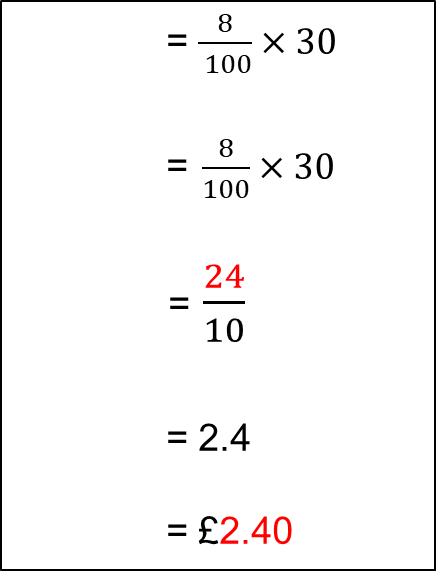 = 8/100 × 30
= 8/100 × 30
= 24/10
= 2.4
= £2.40